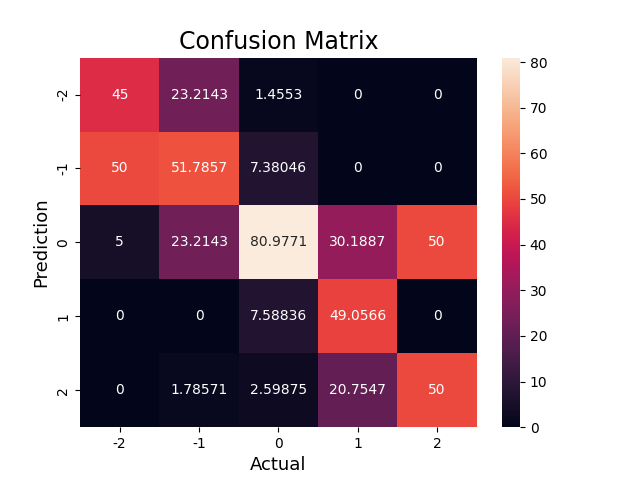 Confusion Matrix
Prediction
-2 45 23.2143 1.4553 0 0
-1 50 51.7857 7.38046 0 0
0 5 23.2143 80.9771 30.1887 50
1 0 0 7.58836 49.0566 0
2 0 1.78571 2.59875 20.7547 50
-2 -1 0 1 2
Actual
80
70
60
50
40
30
20
10
0